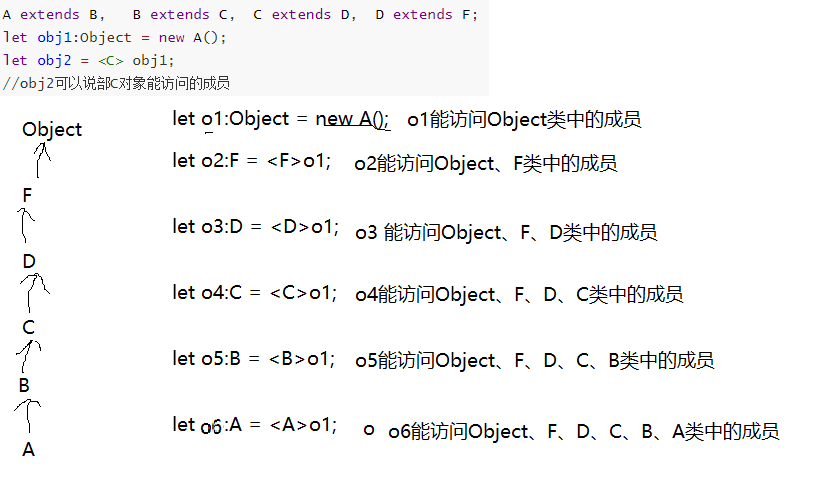 A extends B, B extends C, C extends D, D extends F;
let obj1:Object = new A();
let obj2 = <C> obj1;
//obj2可以说部C对象能访问的成员
Object
let o1:Object = new A(); o1能访问Object类中的成员
let o2:F = <F>o1; o2能访问Object、F类中的成员
F
let o3:D = <D>o1; o3 能访问Object、F、D类中的成员
D
let o4:C = <C>o1; o4能访问Object、F、D、C类中的成员
C
let o5:B = <B>o1; o5能访问Object、F、D、C、B类中的成员
B
let o6:A = <A>o1; o o6能访问Object、F、D、C、B、A类中的成员
A